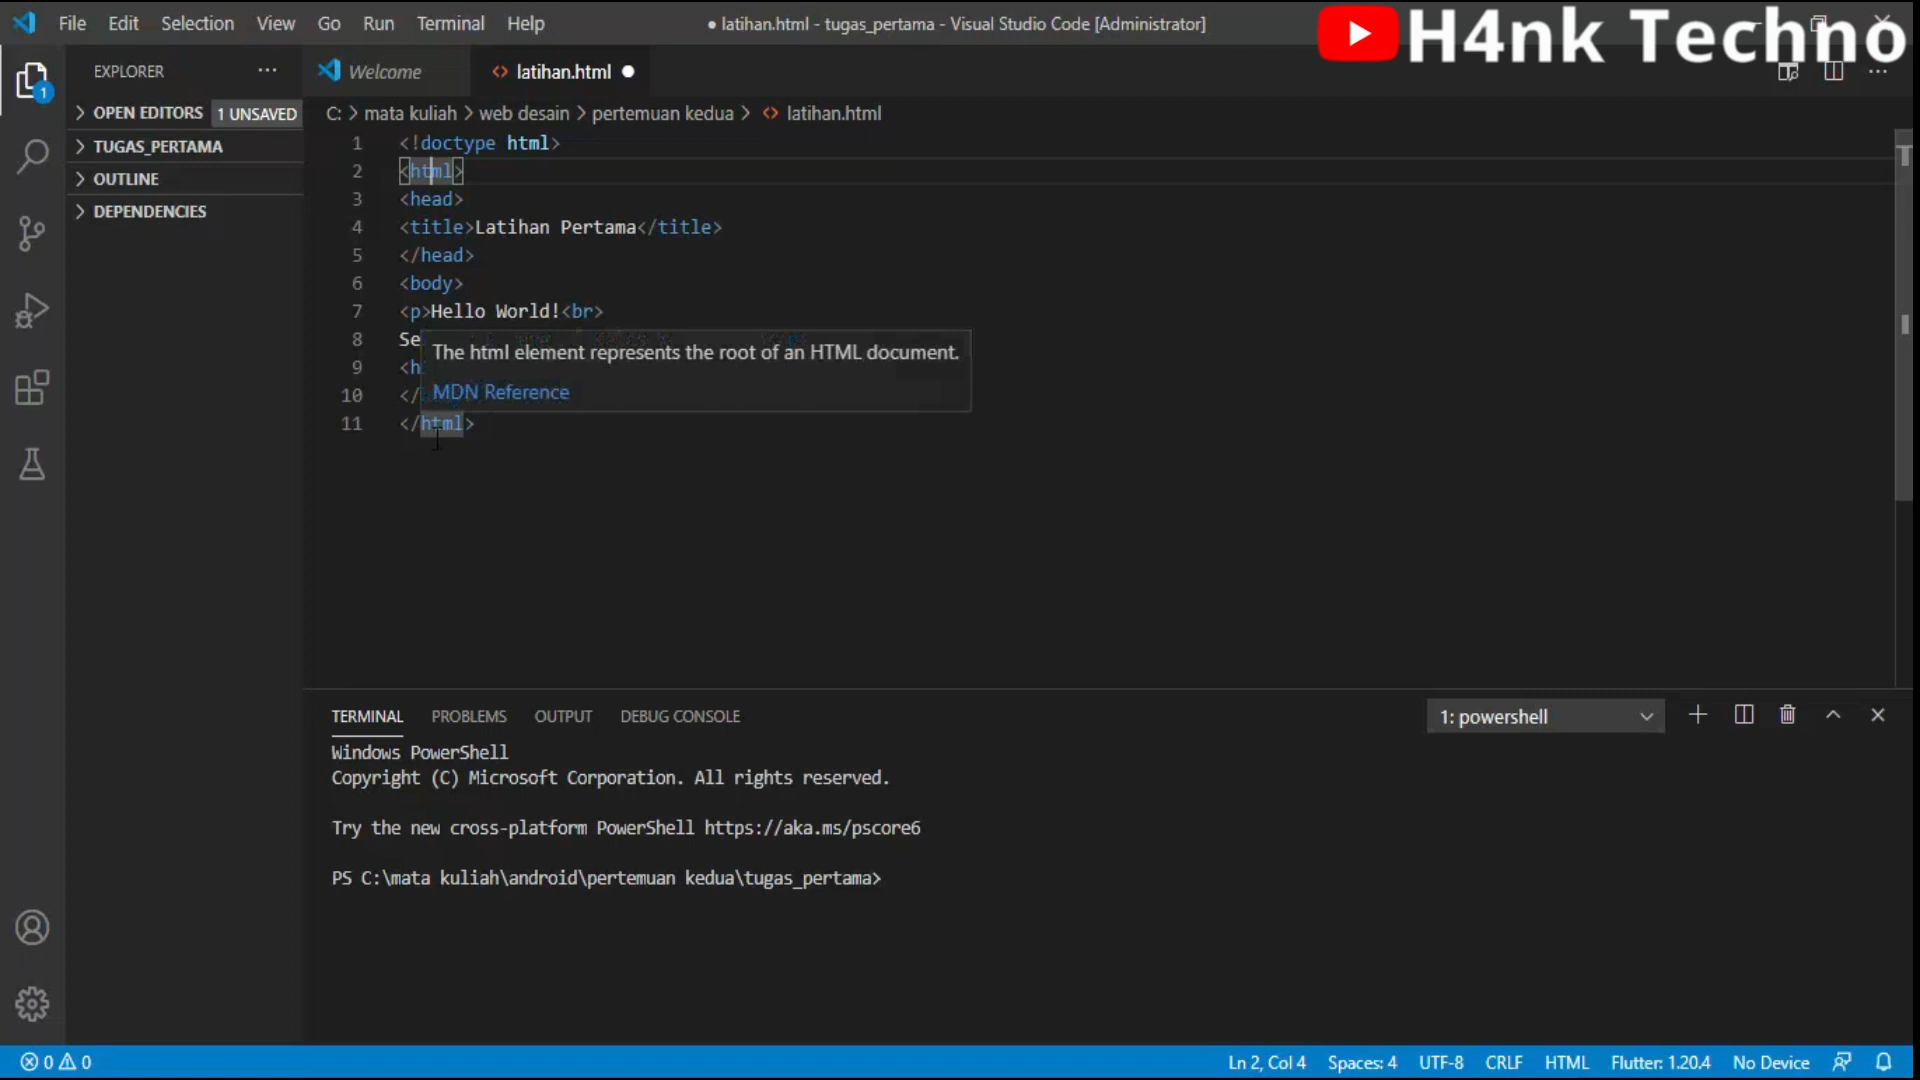 File Edit Selection View Go Run Terminal Help ● latihan.html - tugas_pertama - Visual Studio Code [Administrator]
H4nk Techno
EXPLORER
Welcome
latihan.html
OPEN EDITORS 1 UNSAVED
TUGAS_PERTAMA
OUTLINE
DEPENDENCIES
1
C: > mata kuliah > web desain > pertemuan kedua > latihan.html
1 <!doctype html>
2 <html>
3 <head>
4 <title>Latihan Pertama</title>
5 </head>
6 <body>
7 <p>Hello World!<br>
8 Se
The html element represents the root of an HTML document.
9 <h
10 </
MDN Reference
11 </html>
TERMINAL PROBLEMS OUTPUT DEBUG CONSOLE 1: powershell
Windows PowerShell
Copyright (C) Microsoft Corporation. All rights reserved.
Try the new cross-platform PowerShell https://aka.ms/pscore6
PS C:\mata kuliah\android\pertemuan kedua\tugas_pertama>
0 0 Ln 2, Col 4 Spaces: 4 UTF-8 CRLF HTML Flutter: 1.20.4 No Device